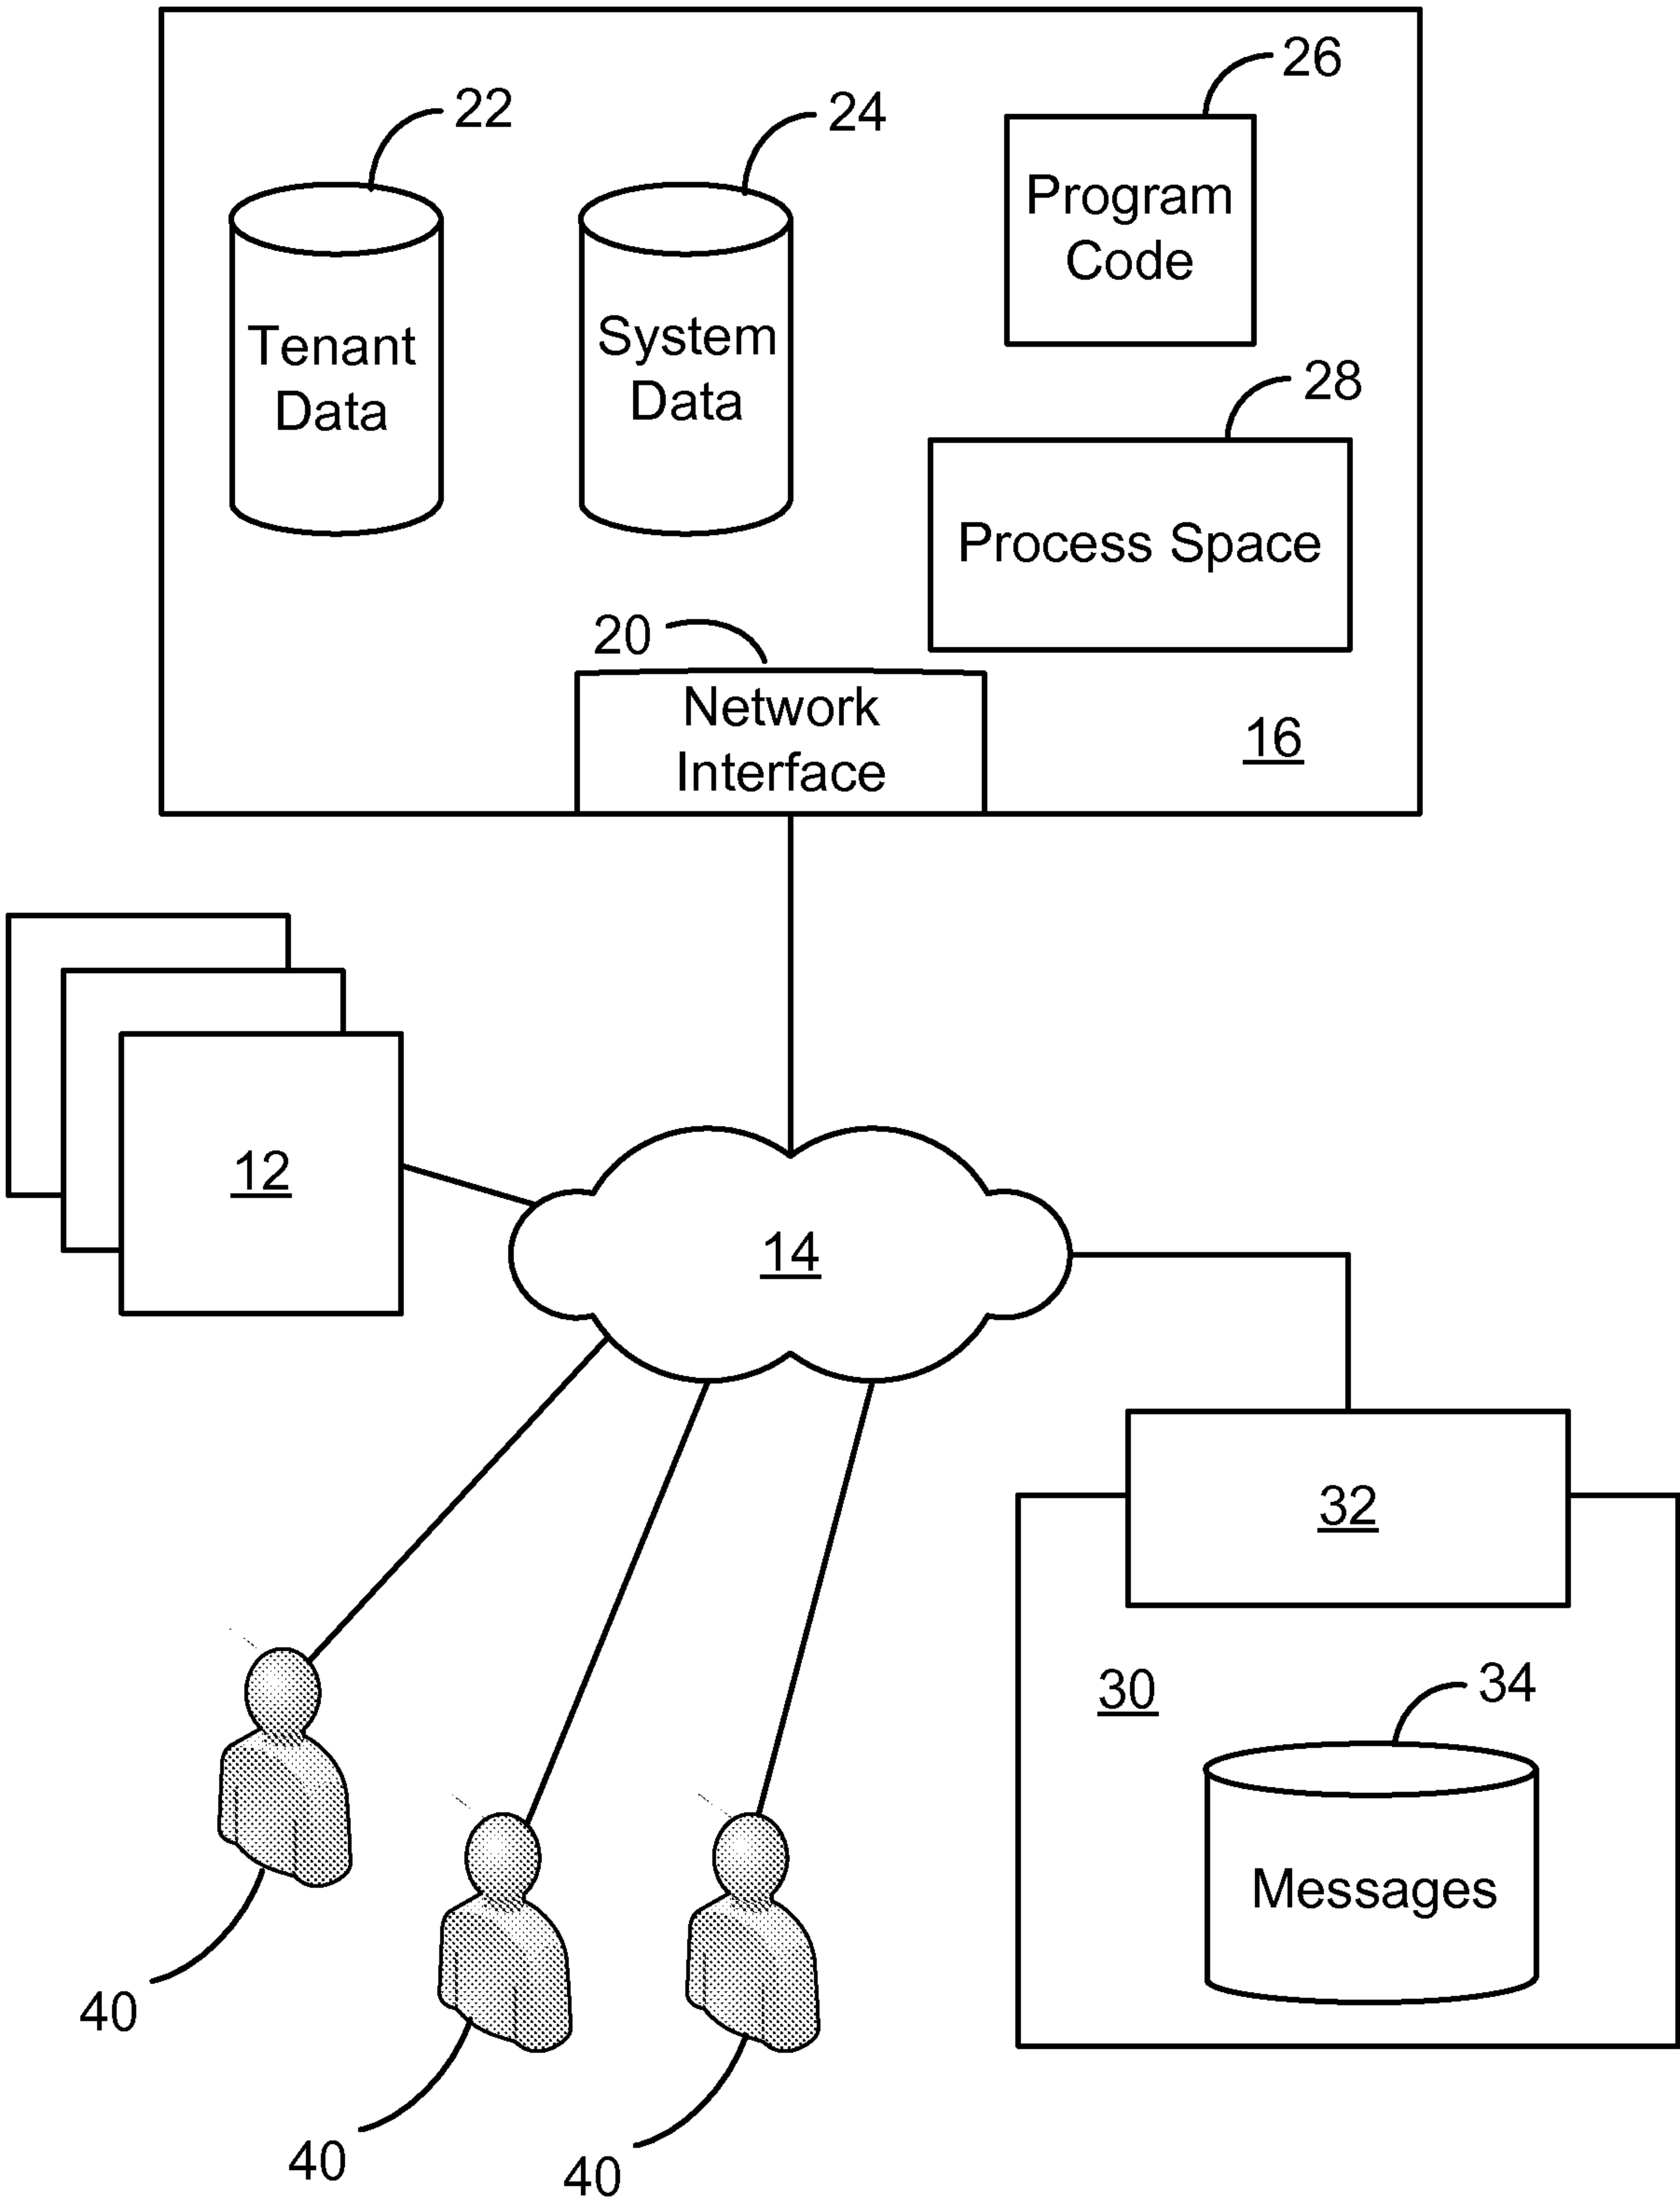 26
22
24
Program
Code
Tenant
Data
System
Data
28
Process Space
20
Network
Interface
16
12
14
32
30
34
Messages
40
40
40